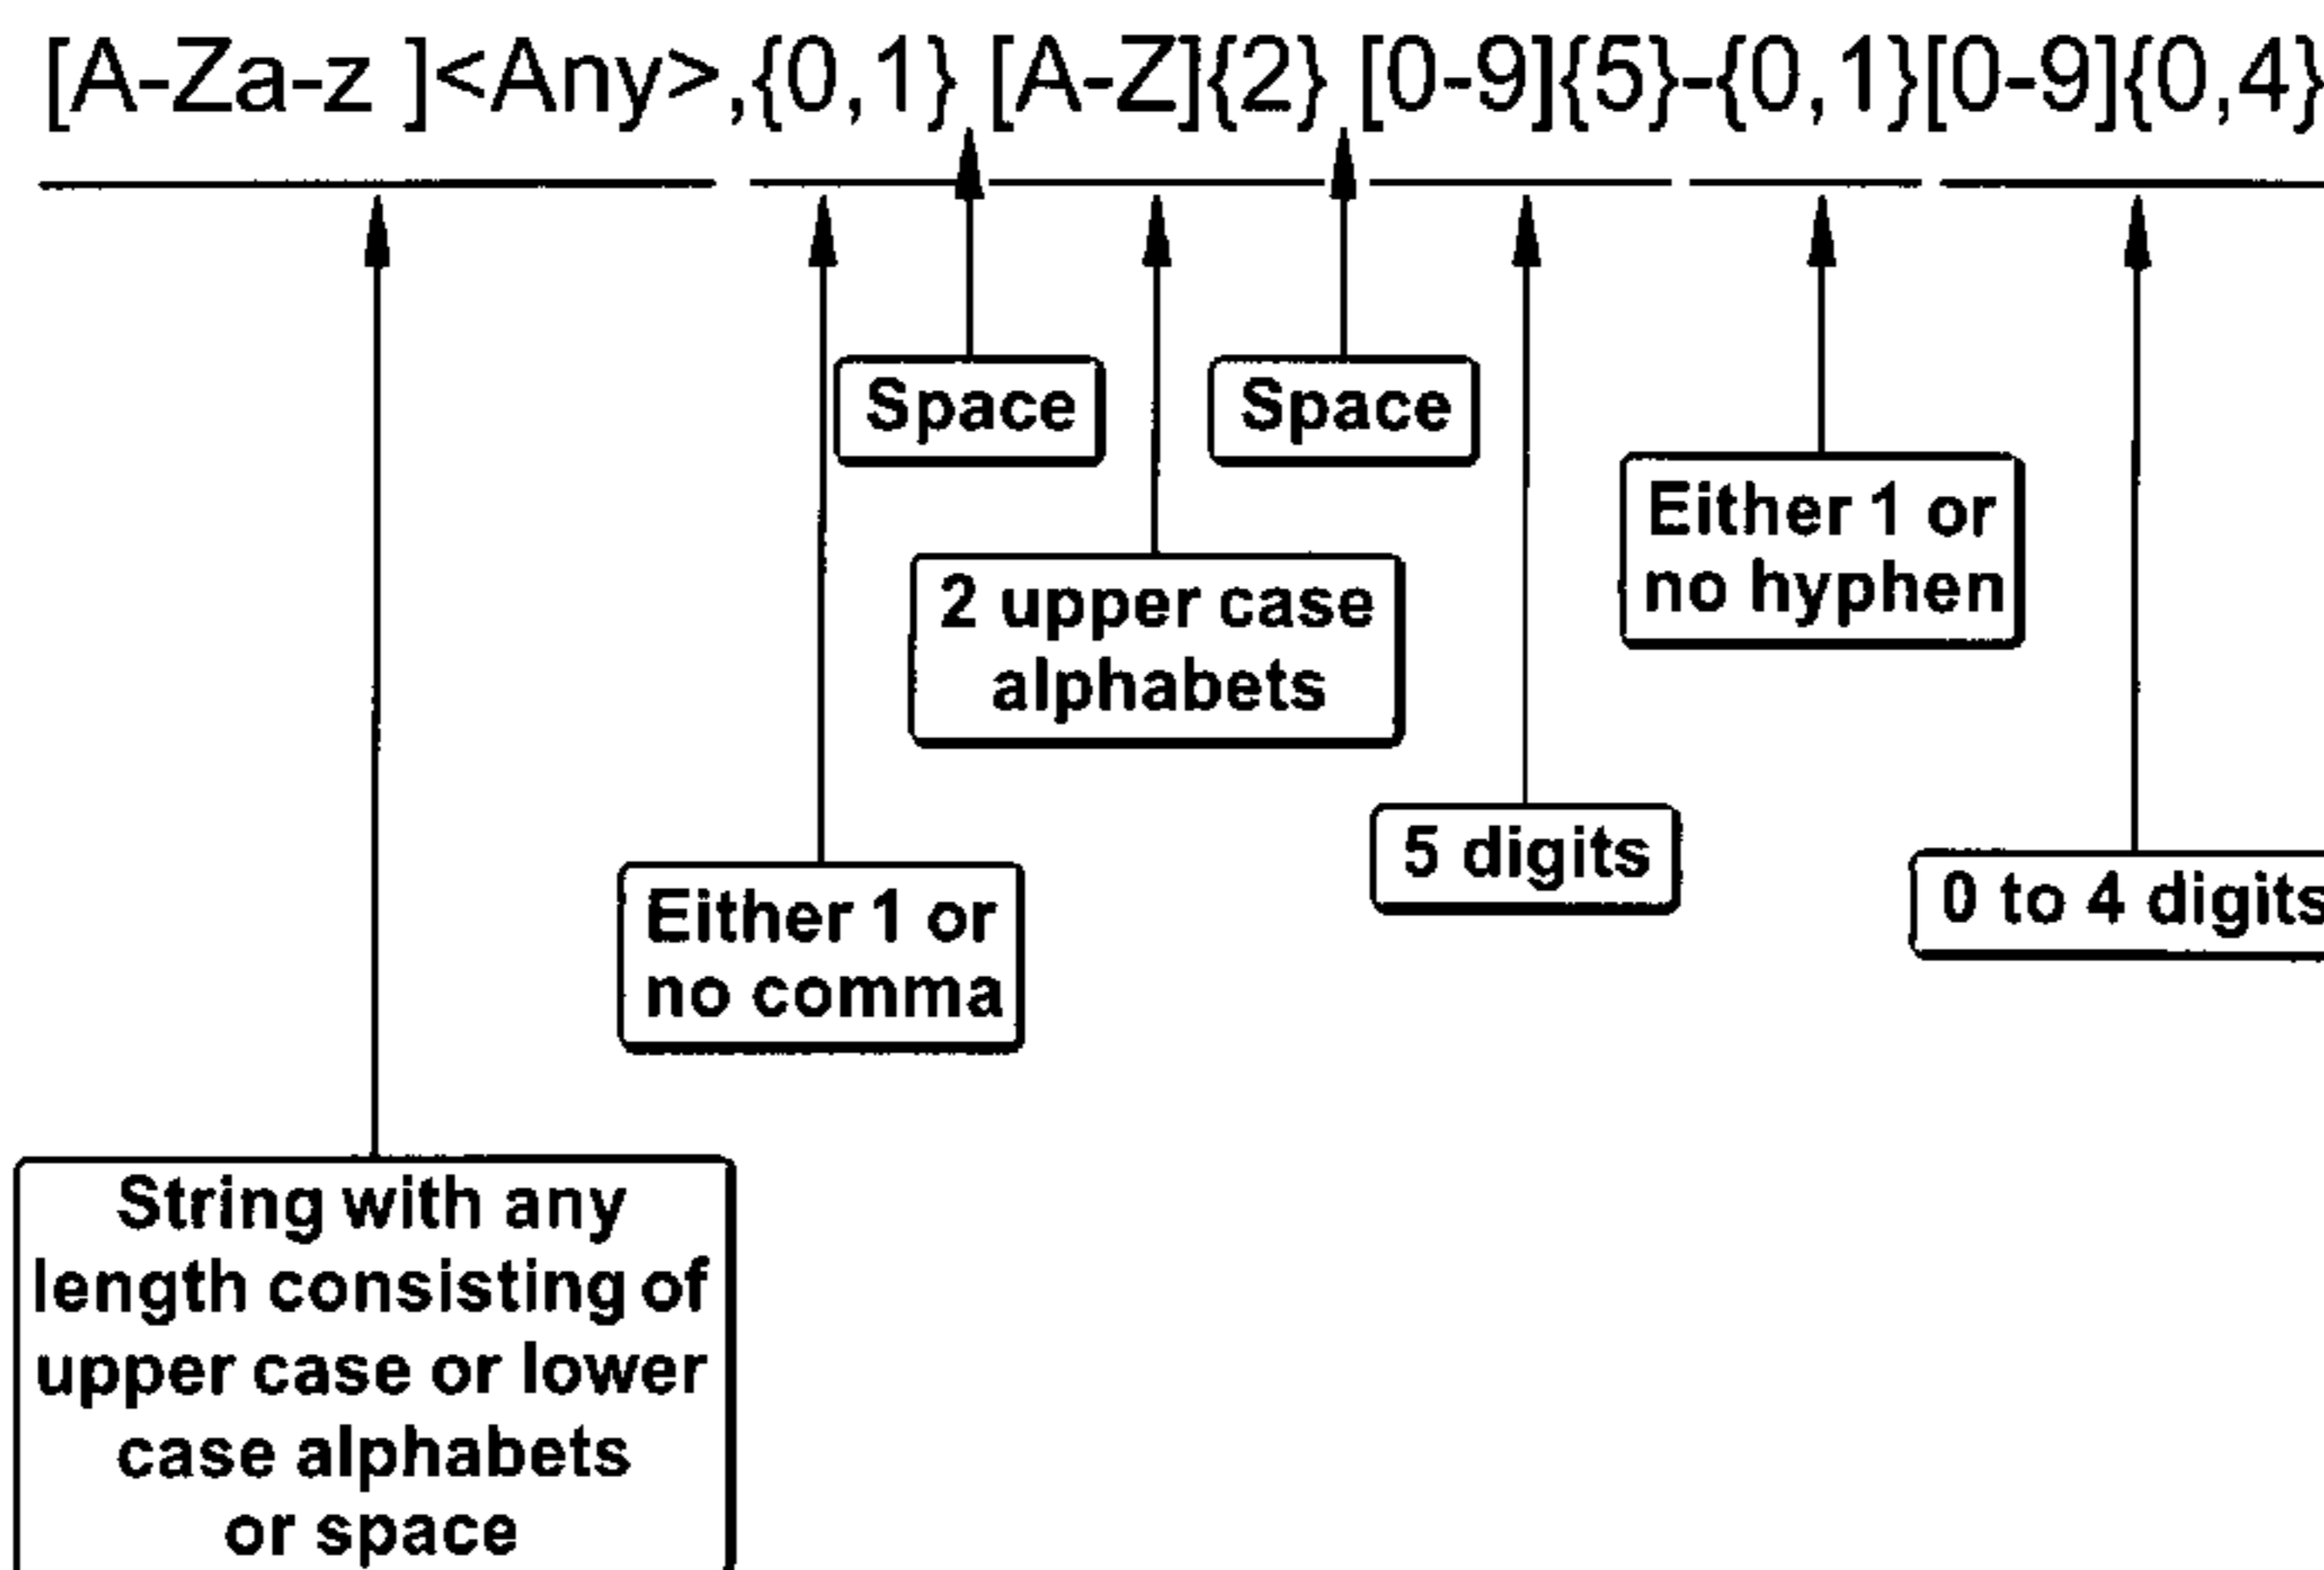 [A-Za-z ]<Any>,{0,1} [A-Z]{2} [0-9]{5}-{0,1}[0-9]{0,4}
Space
Space
Either 1 or
no hyphen
2 upper case
alphabets
5 digits
0 to 4 digits
Either 1 or
no comma
String with any
length consisting of
upper case or lower
case alphabets
or space